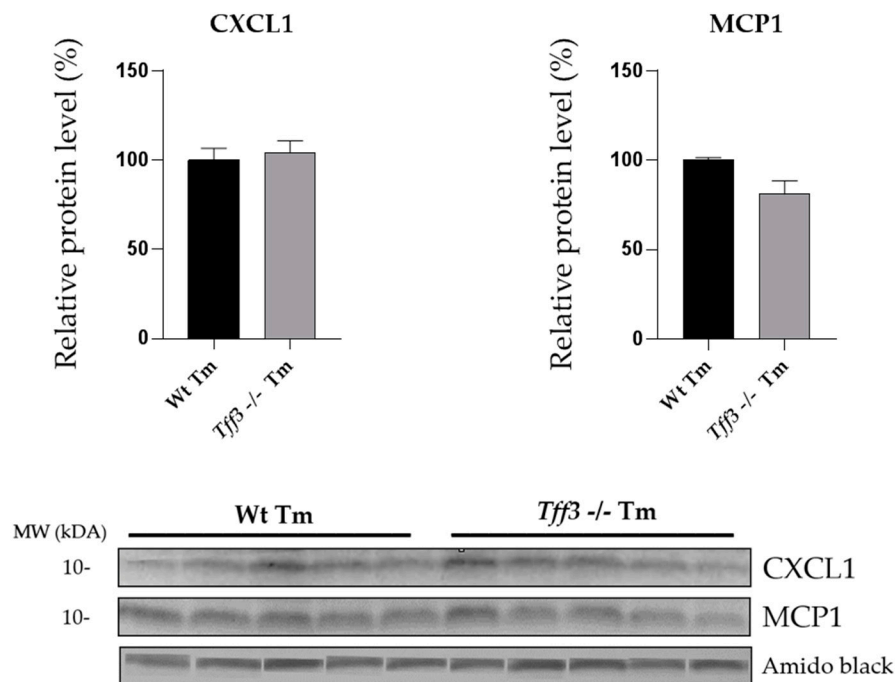 CXCL1
Relative protein level (%)
150
100
50
0
Wt Tm
Tff3 -/- Tm
MCP1
Relative protein level (%)
150
100
50
0
Wt Tm
Tff3 -/- Tm
Wt Tm
Tff3 -/- Tm
MW (kDA)
10-
CXCL1
10-
MCP1
Amido black